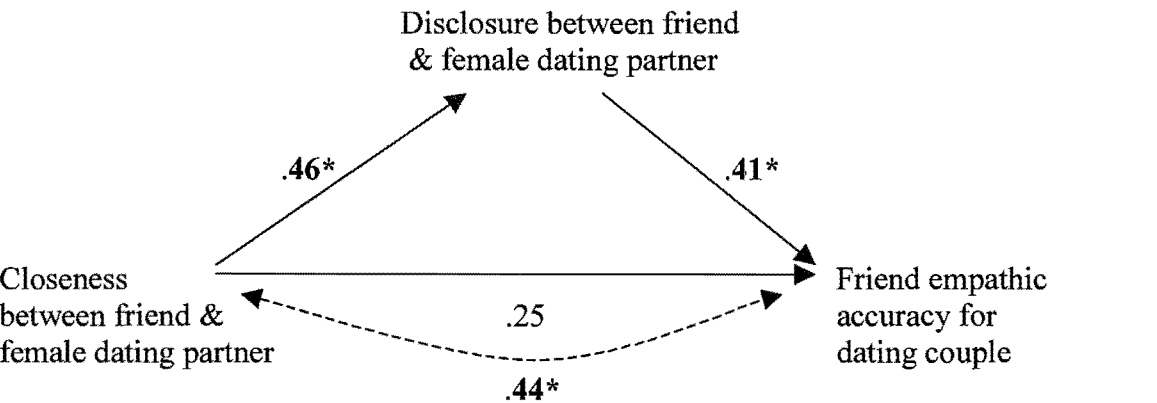 Disclosure between friend
& female dating partner
.46*
.41*
Closeness
between friend &
female dating partner
.25
.44*
Friend empathic
accuracy for
dating couple